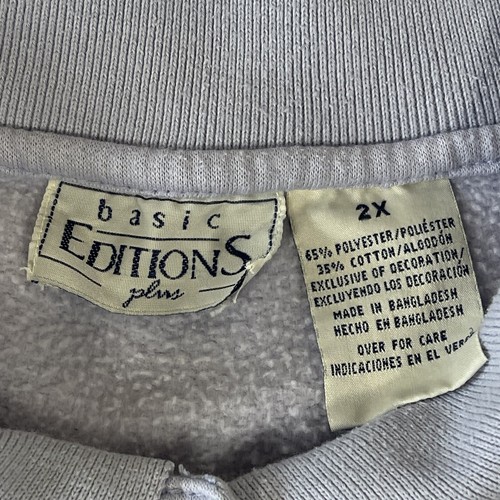 basic
EDITIONS
plus
2X
65% POLYESTER/POLIÉSTER
35% COTTON/ALGODÓN
EXCLUSIVE OF DECORATION/
EXCLUYENDO LOS DECORACIÓN
MADE IN BANGLADESH
HECHO EN BANGLADESH
OVER FOR CARE
INDICACIONES EN EL